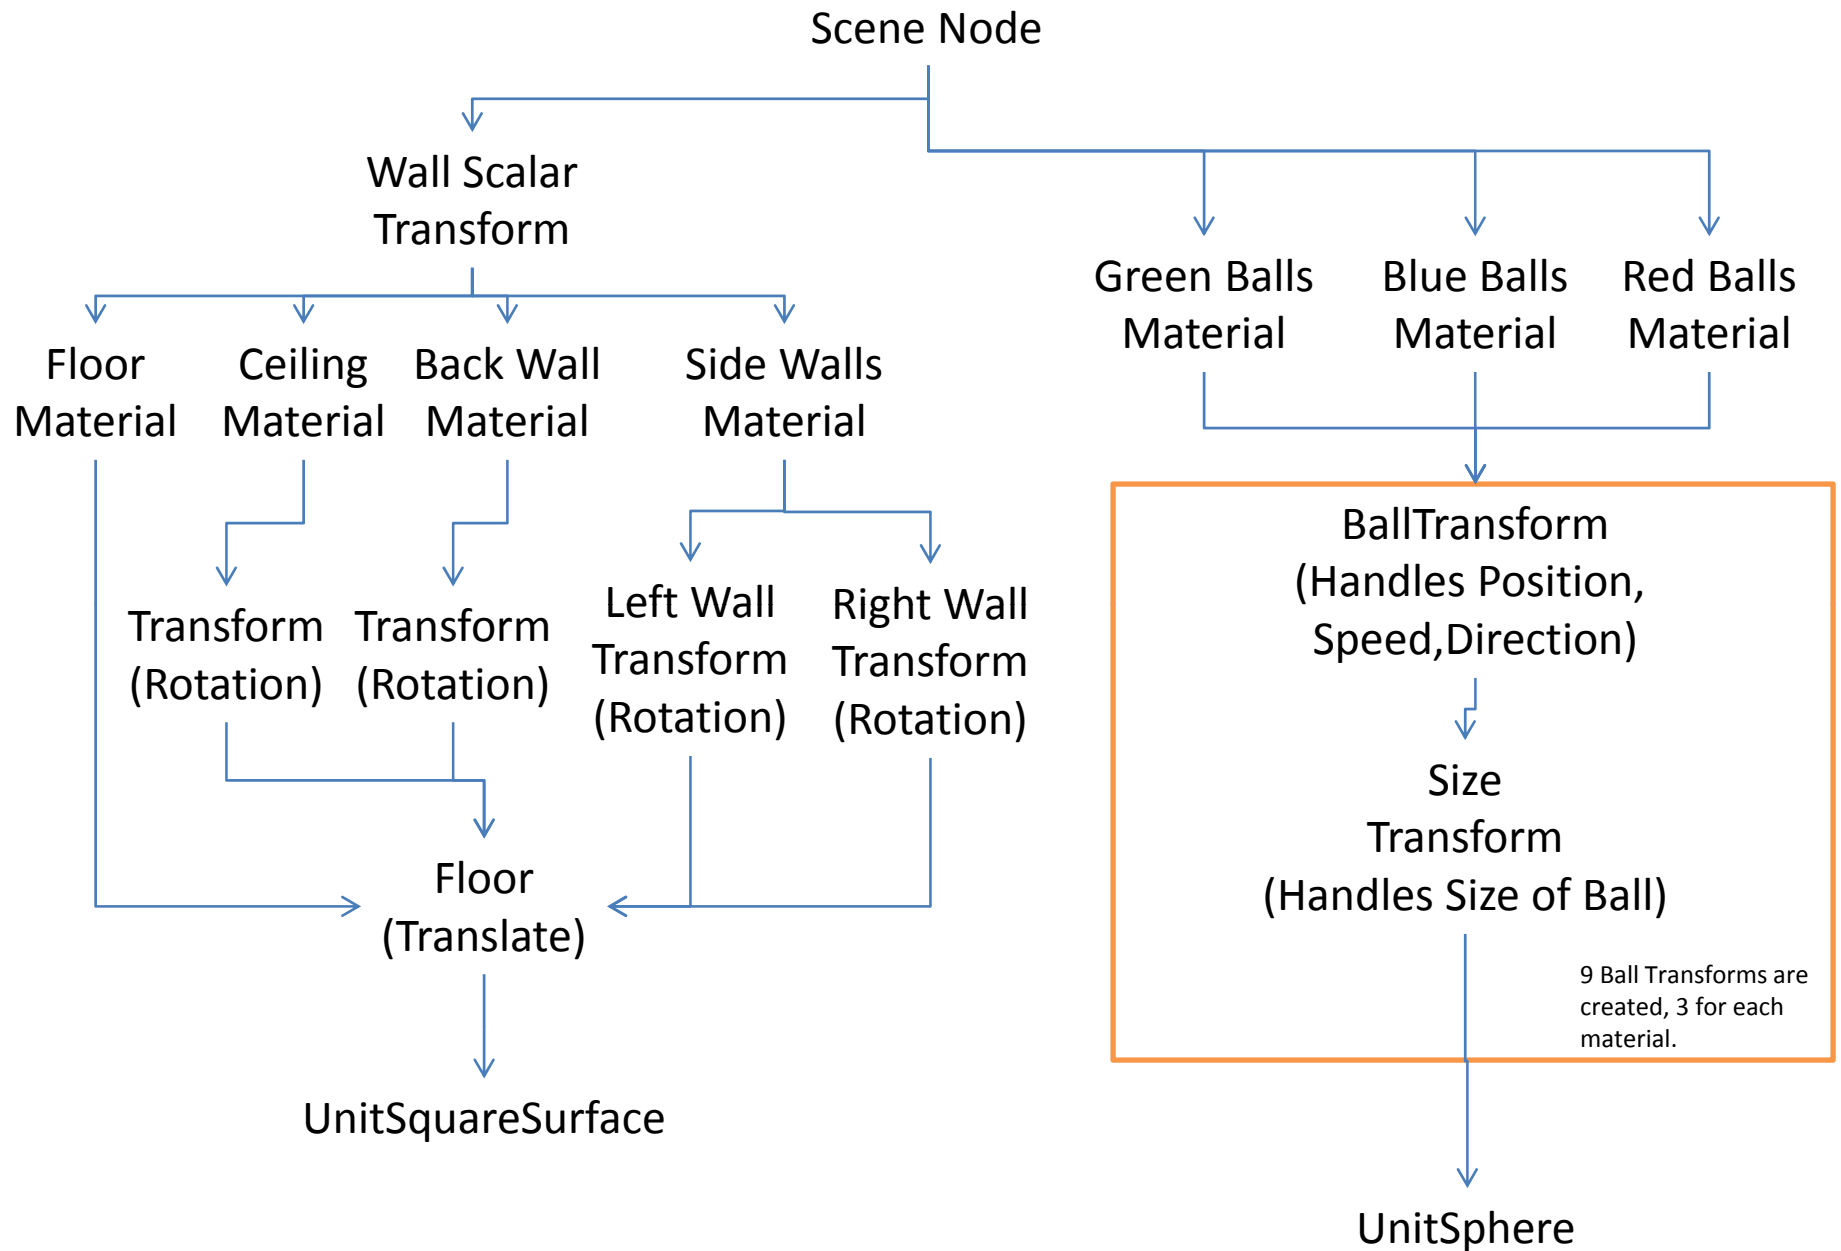 Scene Node
Wall Scalar
Transform
Green Balls
Material
Blue Balls
Material
Red Balls
Material
Floor
Material
Ceiling
Material
Back Wall
Material
Side Walls
Material
Transform
(Rotation)
Transform
(Rotation)
Left Wall
Transform
(Rotation)
Right Wall
Transform
(Rotation)
BallTransform
(Handles Position,
Speed,Direction)
Size
Transform
(Handles Size of Ball)
9 Ball Transforms are
created, 3 for each
material.
Floor
(Translate)
UnitSquareSurface
UnitSphere